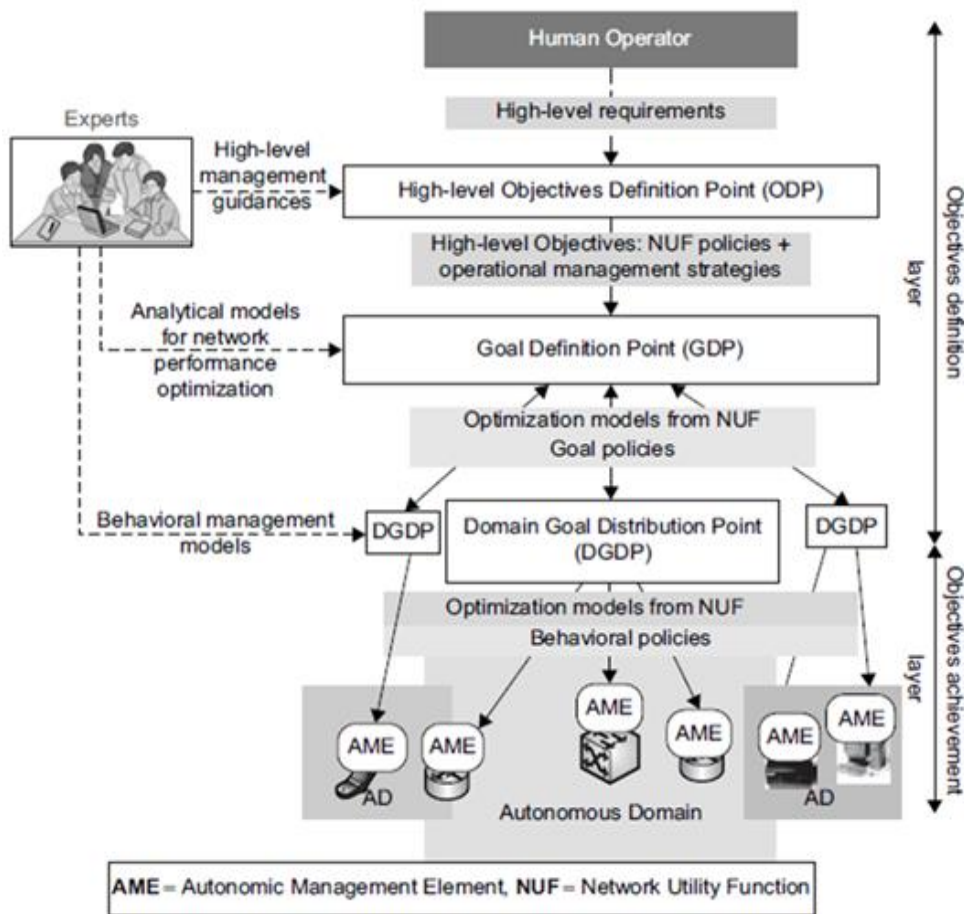 Human Operator
High-level requirements
Experts
High-level
management
guidances
High-level Objectives Definition Point (ODP)
High-level Objectives: NUF policies +
operational management strategies
Analytical models
for network
performance
optimization
Goal Definition Point (GDP)
Optimization models from NUF
Goal policies
Behavioral management
models
DGDP
Domain Goal Distribution Point
(DGDP)
DGDP
Optimization models from NUF
Behavioral policies
AME
AME
AME
AME
AME
AME
AD
Autonomous Domain
AD
Objectives definition
layer
Objectives achievement
layer
AME = Autonomic Management Element, NUF = Network Utility Function